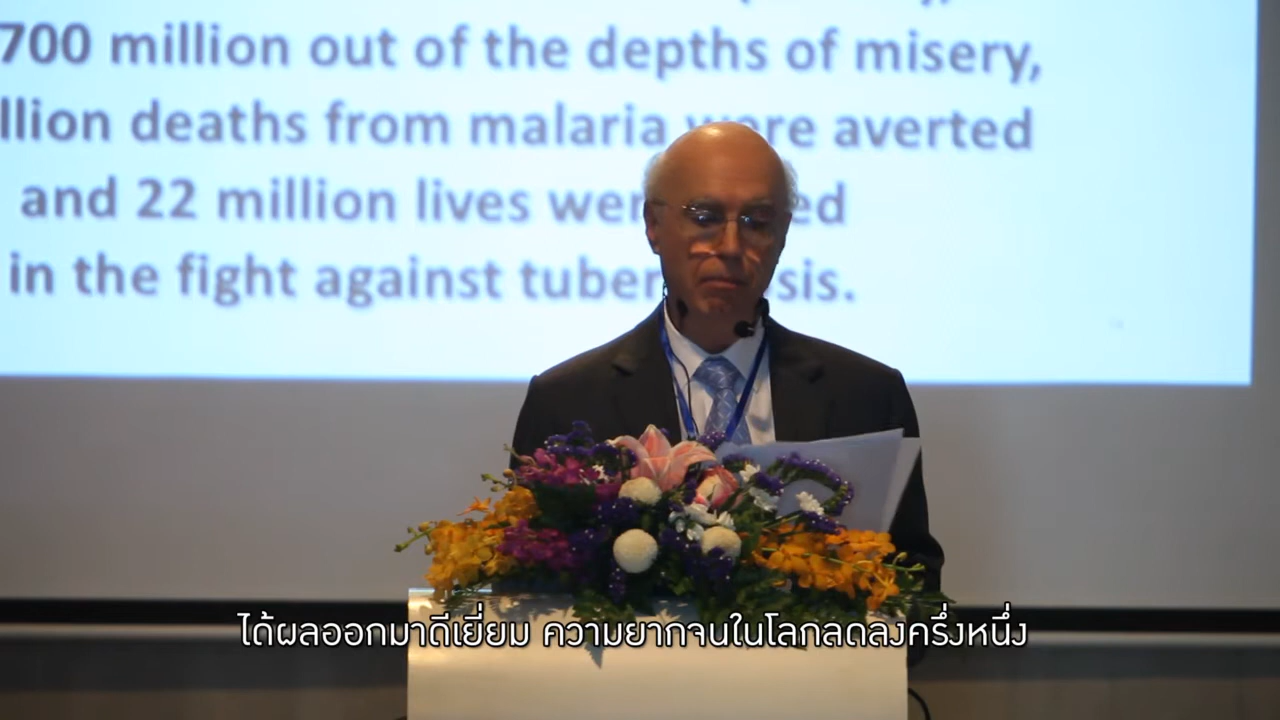 700 million out of the depths of misery,
deaths from malaria were averted
and 22 million lives
in the fight against
ได้ผลออกมาดีเยี่ยม ความยากจนในโลกลดลงครึ่งหนึ่ง